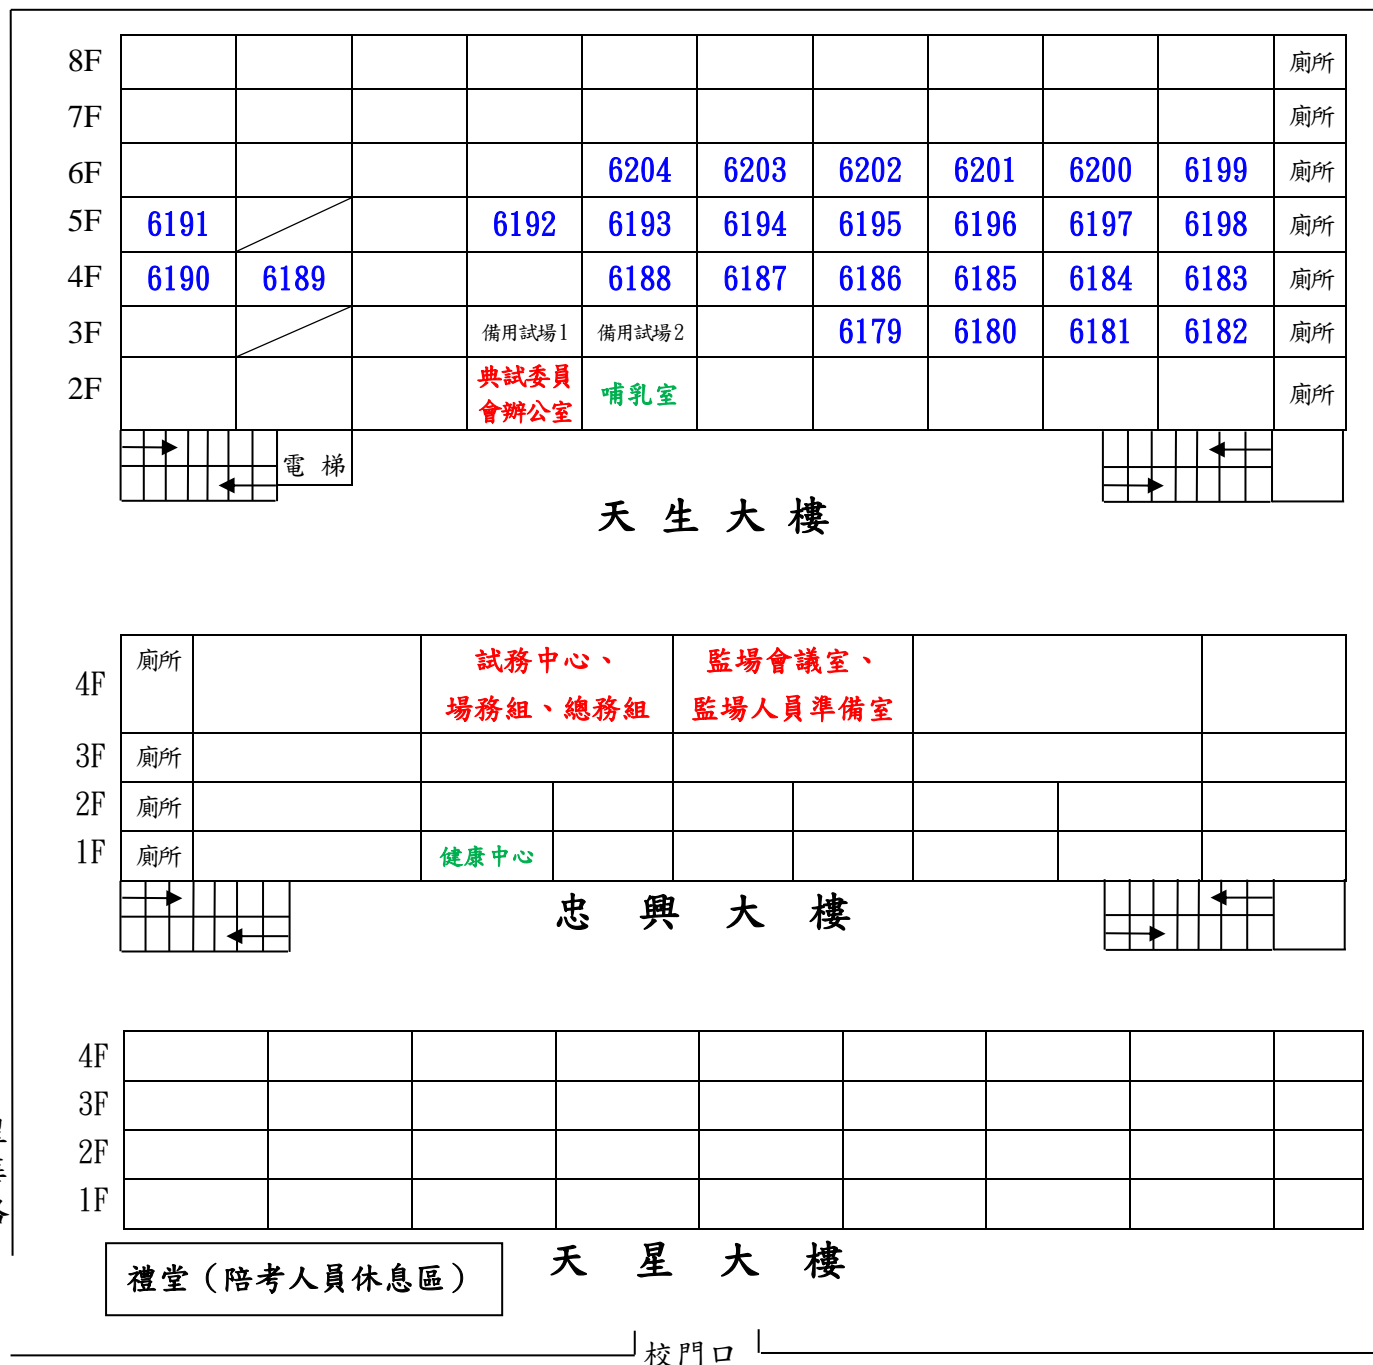 8F 廁所
7F 廁所
6F 6204 6203 6202 6201 6200 6199 廁所
5F 6191 6192 6193 6194 6195 6196 6197 6198 廁所
4F 6190 6189 6188 6187 6186 6185 6184 6183 廁所
3F 備用試場1 備用試場2 6179 6180 6181 6182 廁所
2F 典試委員
會辦公室 哺乳室 廁所
電梯
天生大樓
4F 廁所 試務中心、
場務組、總務組 監場會議室、
監場人員準備室
3F 廁所
2F 廁所
1F 廁所 健康中心
忠興大樓
4F
3F
2F
1F
天星大樓
禮堂（陪考人員休息區）
校門口